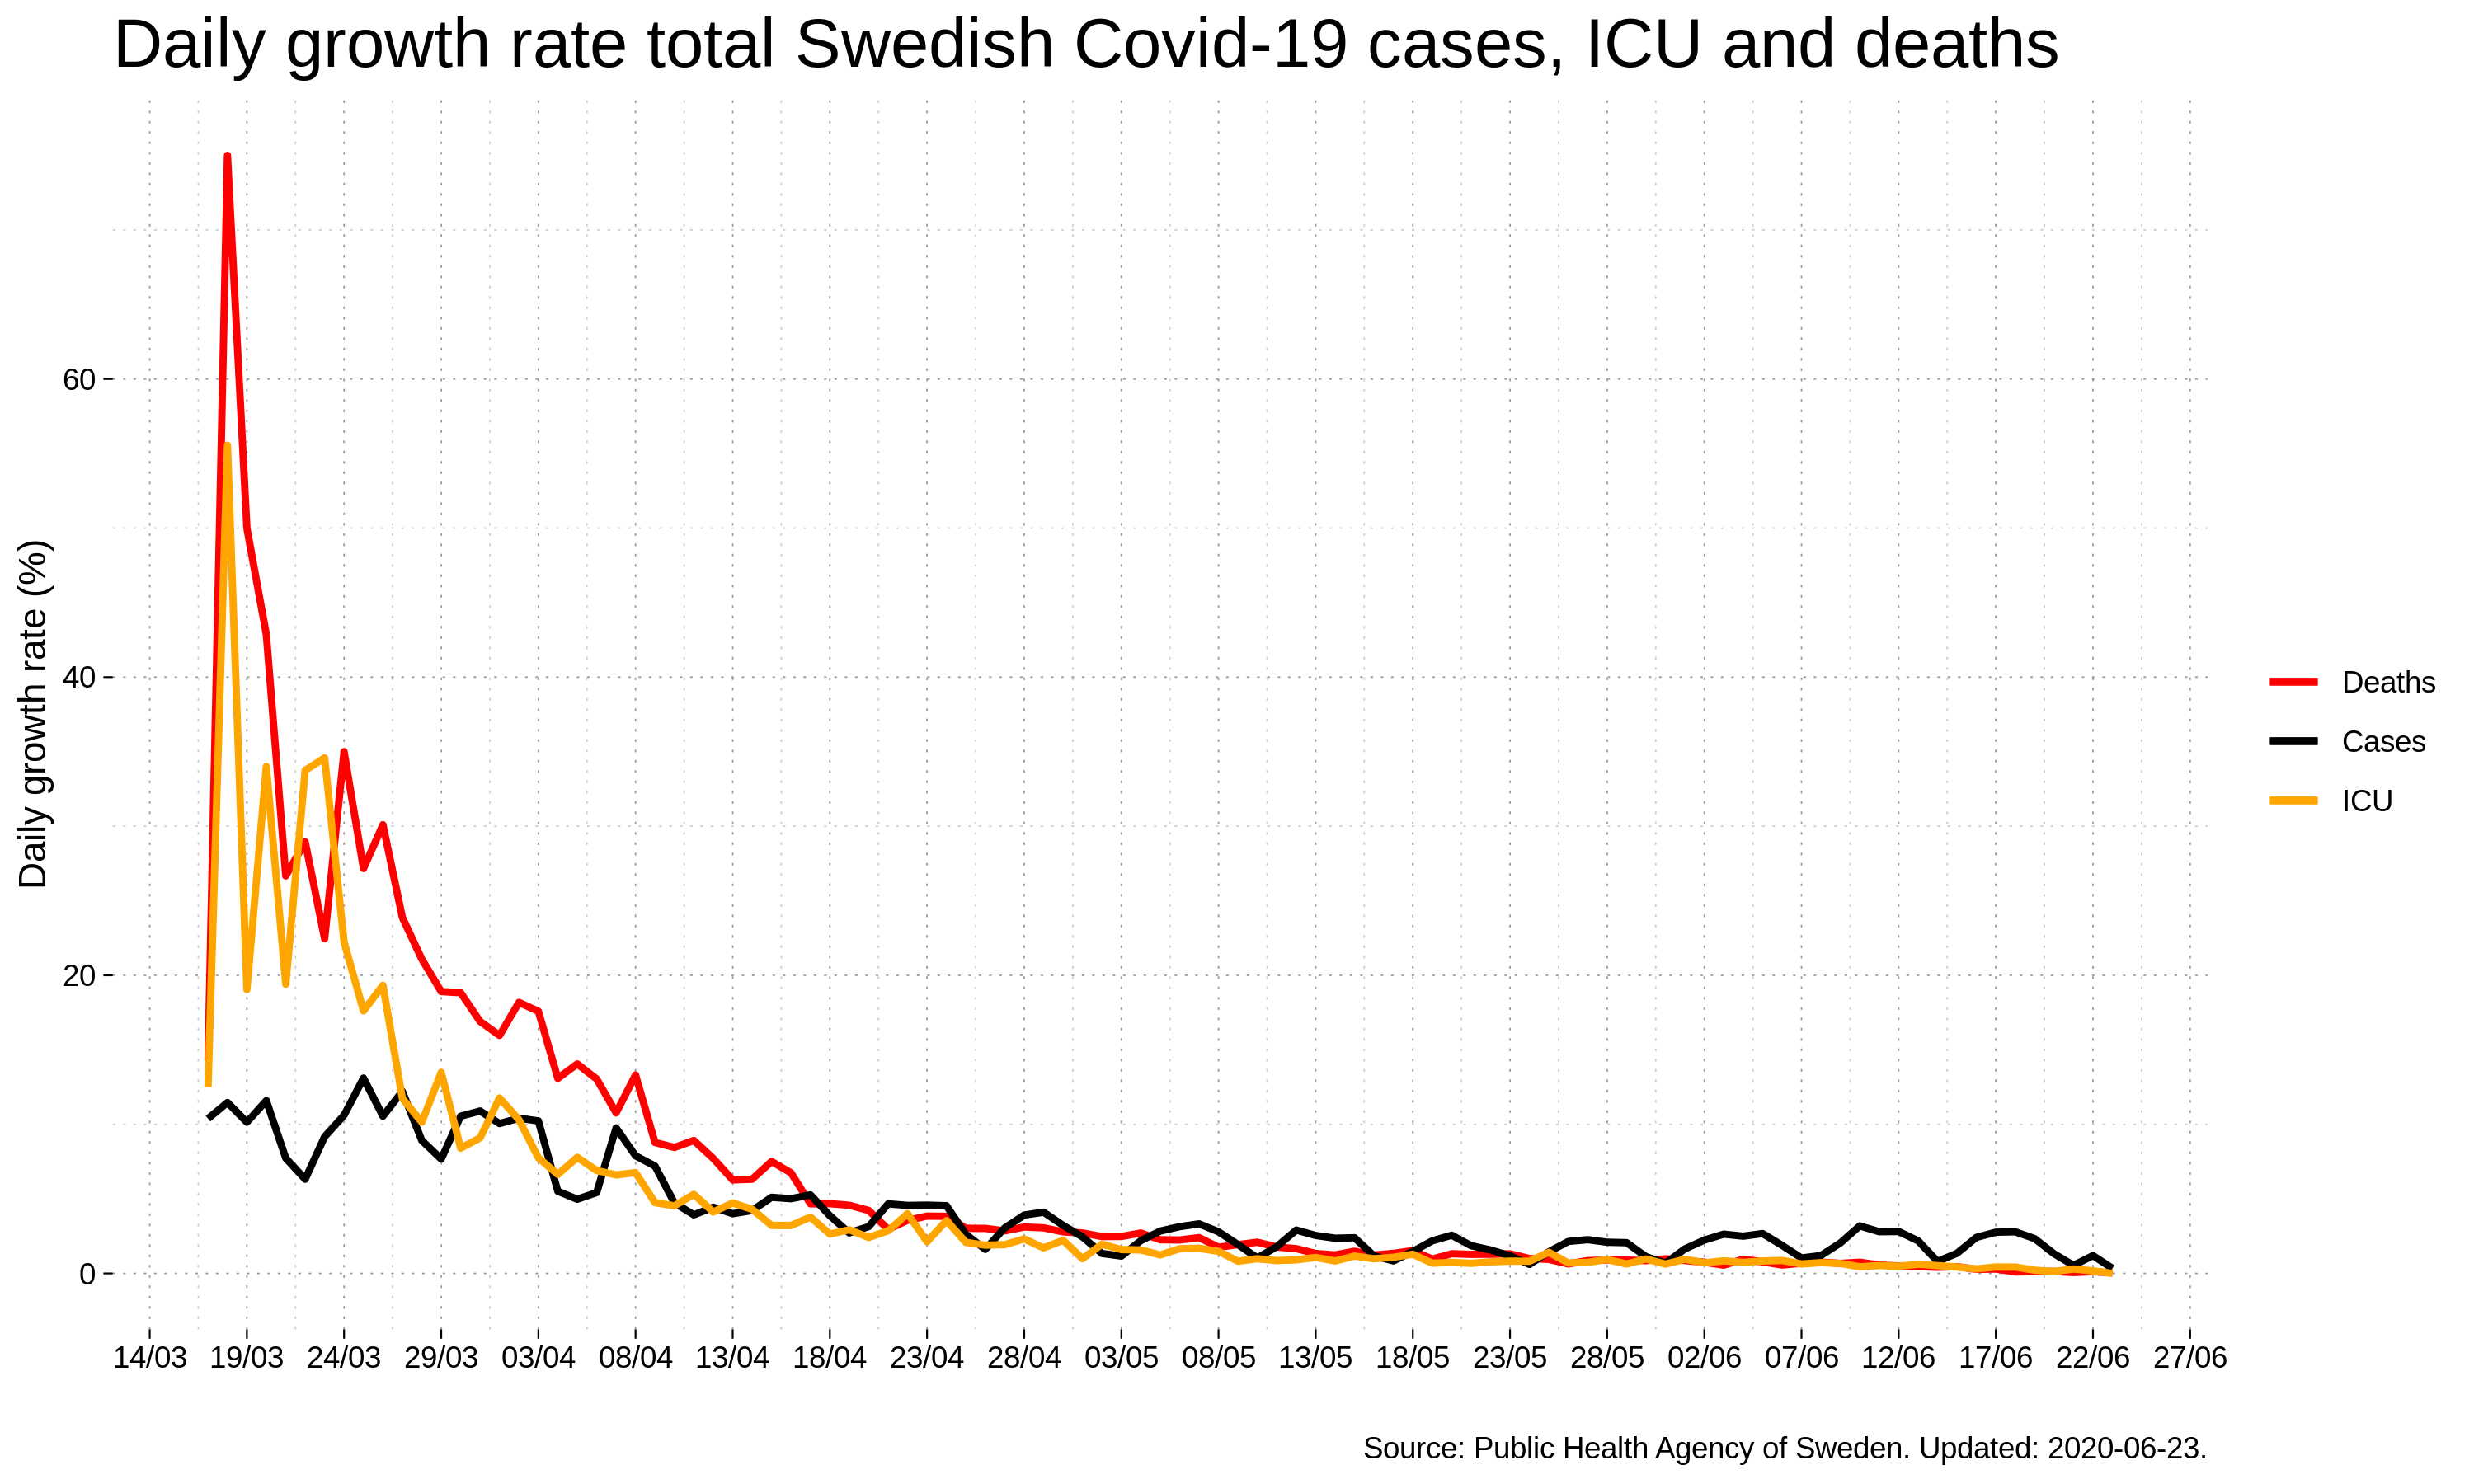 Daily growth rate total Swedish Covid-19 cases, ICU and deaths
Daily growth rate (%)
60
40
20
0
14/03 19/03 24/03 29/03 03/04 08/04 13/04 18/04 23/04 28/04 03/05 08/05 13/05 18/05 23/05 28/05 02/06 07/06 12/06 17/06 22/06 27/06
Deaths
Cases
ICU
Source: Public Health Agency of Sweden. Updated: 2020-06-23.